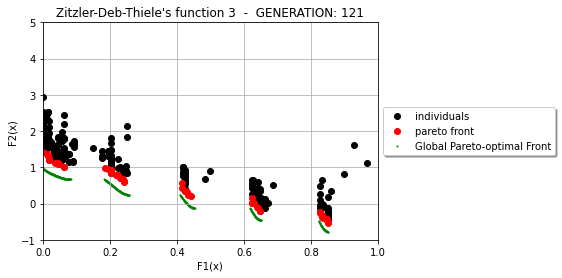 Zitzler-Deb-Thiele's function 3 - GENERATION: 121
5
4
3
2
1
0
−1
F2(x)
0.0 0.2 0.4 0.6 0.8 1.0
F1(x)
individuals
pareto front
Global Pareto-optimal Front